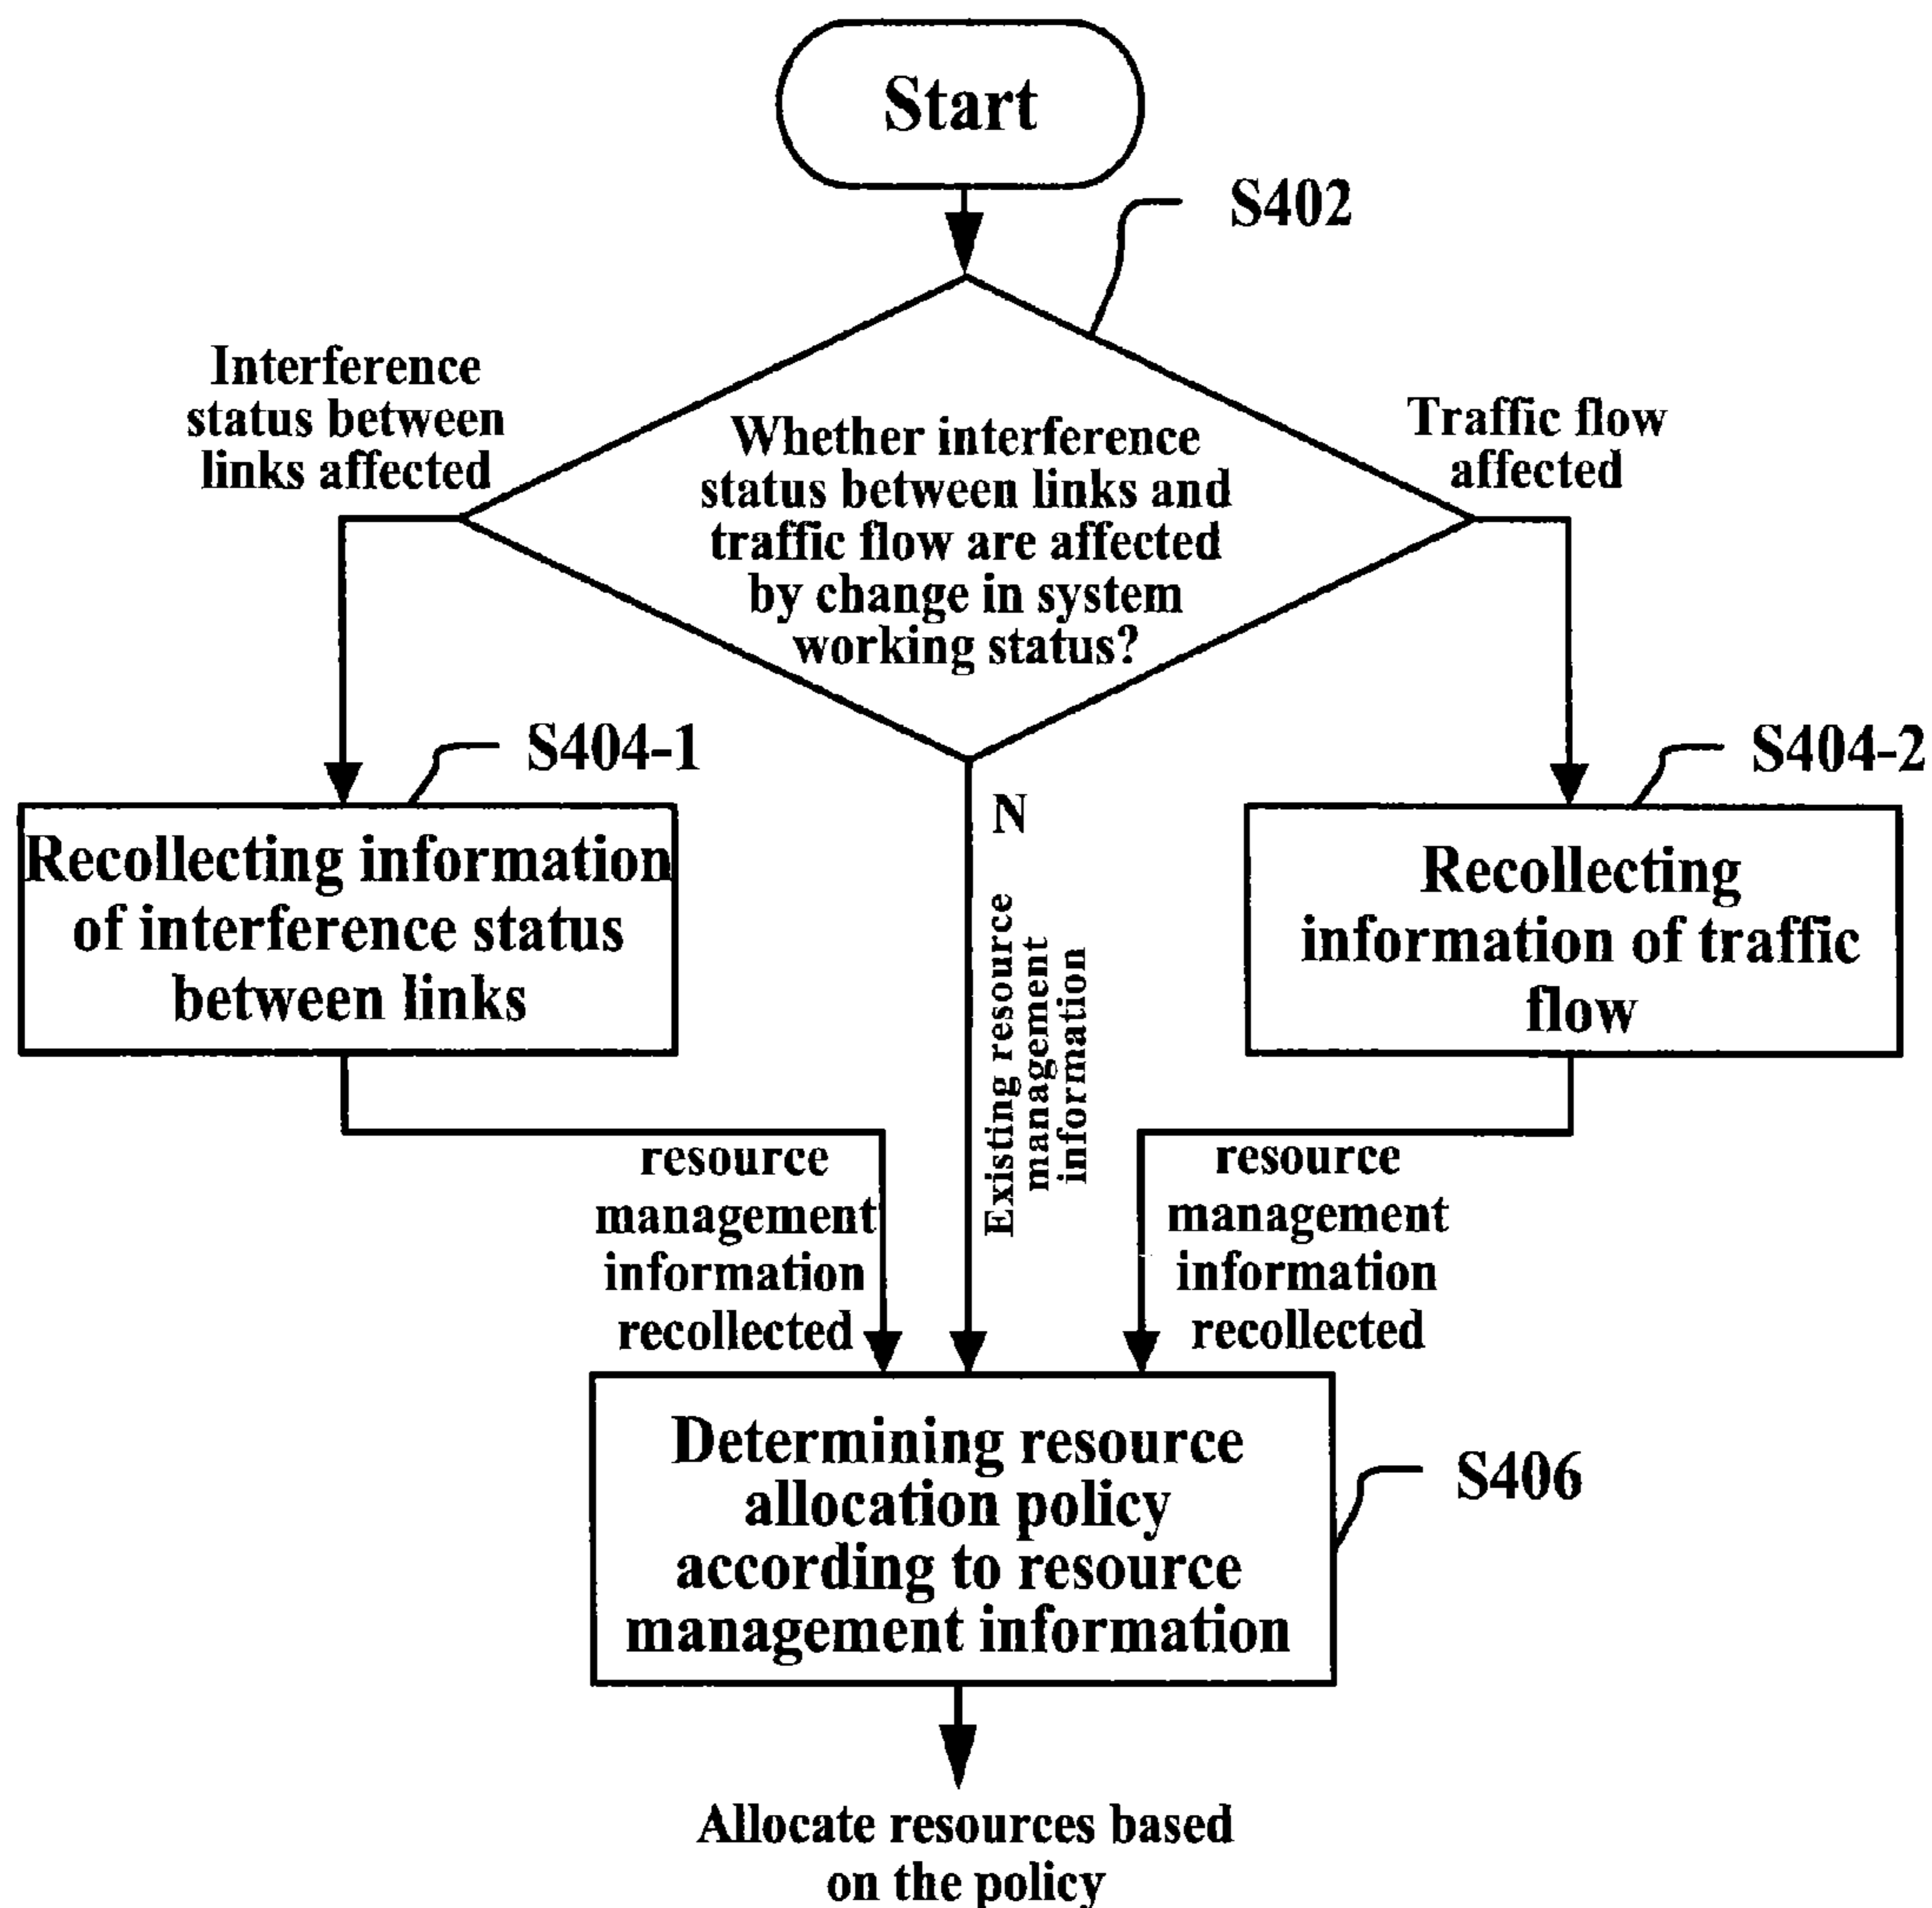 Start
S402
Interference
status between
links affected
Whether interference
status between links and
traffic flow are affected
by change in system
working status?
Traffic flow
affected
S404-1
S404-2
Recollecting information
of interference status
between links
N
Existing resource
management
information
Recollecting
information of traffic
flow
resource
management
information
recollected
resource
management
information
recollected
Determining resource
allocation policy
according to resource
management information
S406
Allocate resources based
on the policy